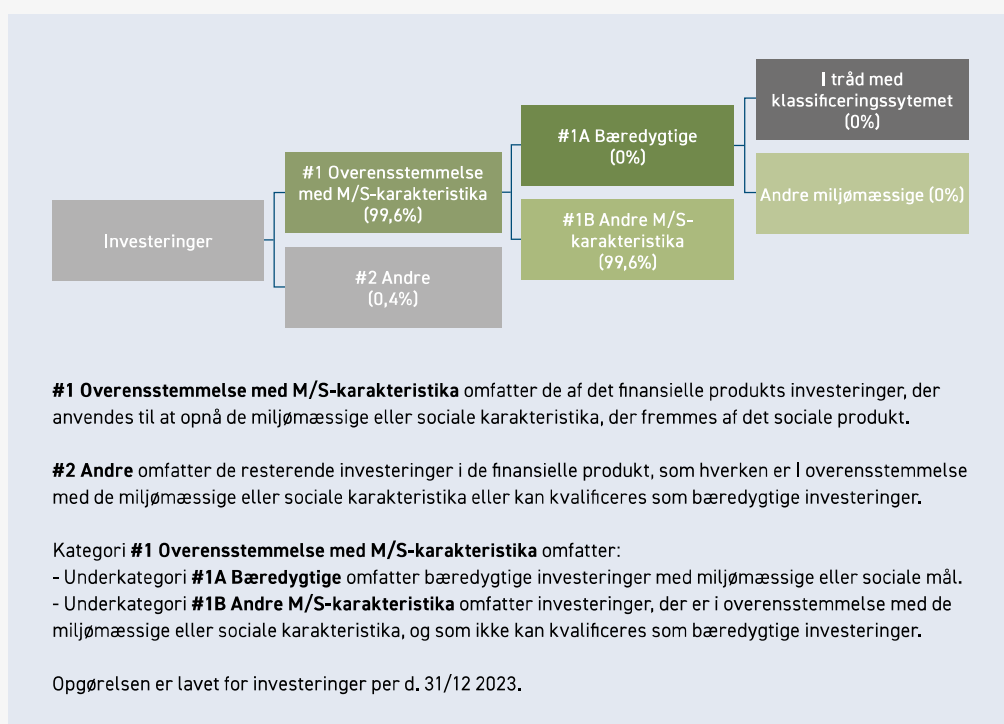 Investeringer
#1 Overensstemmelse
med M/S-karakteristika
(99,6%)
#2 Andre
(0,4%)
#1A Bæredygtige
(0%)
#1B Andre M/S-
karakteristika
(99,6%)
I tråd med
klassificeringssytemet
(0%)
Andre miljømæssige (0%)
#1 Overensstemmelse med M/S-karakteristika omfatter de af det finansielle produkts investeringer, der
anvendes til at opnå de miljømæssige eller sociale karakteristika, der fremmes af det sociale produkt.
#2 Andre omfatter de resterende investeringer i de finansielle produkt, som hverken er I overensstemmelse
med de miljømæssige eller sociale karakteristika eller kan kvalificeres som bæredygtige investeringer.
Kategori #1 Overensstemmelse med M/S-karakteristika omfatter:
- Underkategori #1A Bæredygtige omfatter bæredygtige investeringer med miljømæssige eller sociale mål.
- Underkategori #1B Andre M/S-karakteristika omfatter investeringer, der er i overensstemmelse med de
miljømæssige eller sociale karakteristika, og som ikke kan kvalificeres som bæredygtige investeringer.
Opgørelsen er lavet for investeringer per d. 31/12 2023.